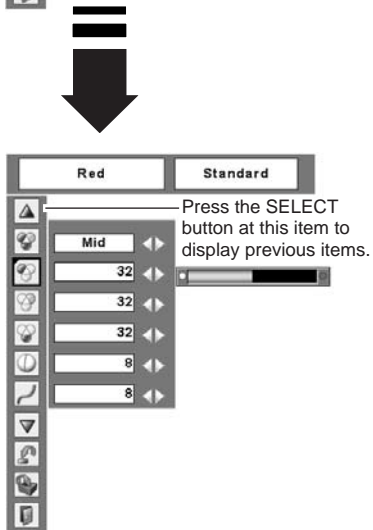 Red
Standard
Press the SELECT
button at this item to
display previous items.
Mid
32
32
32
8
8